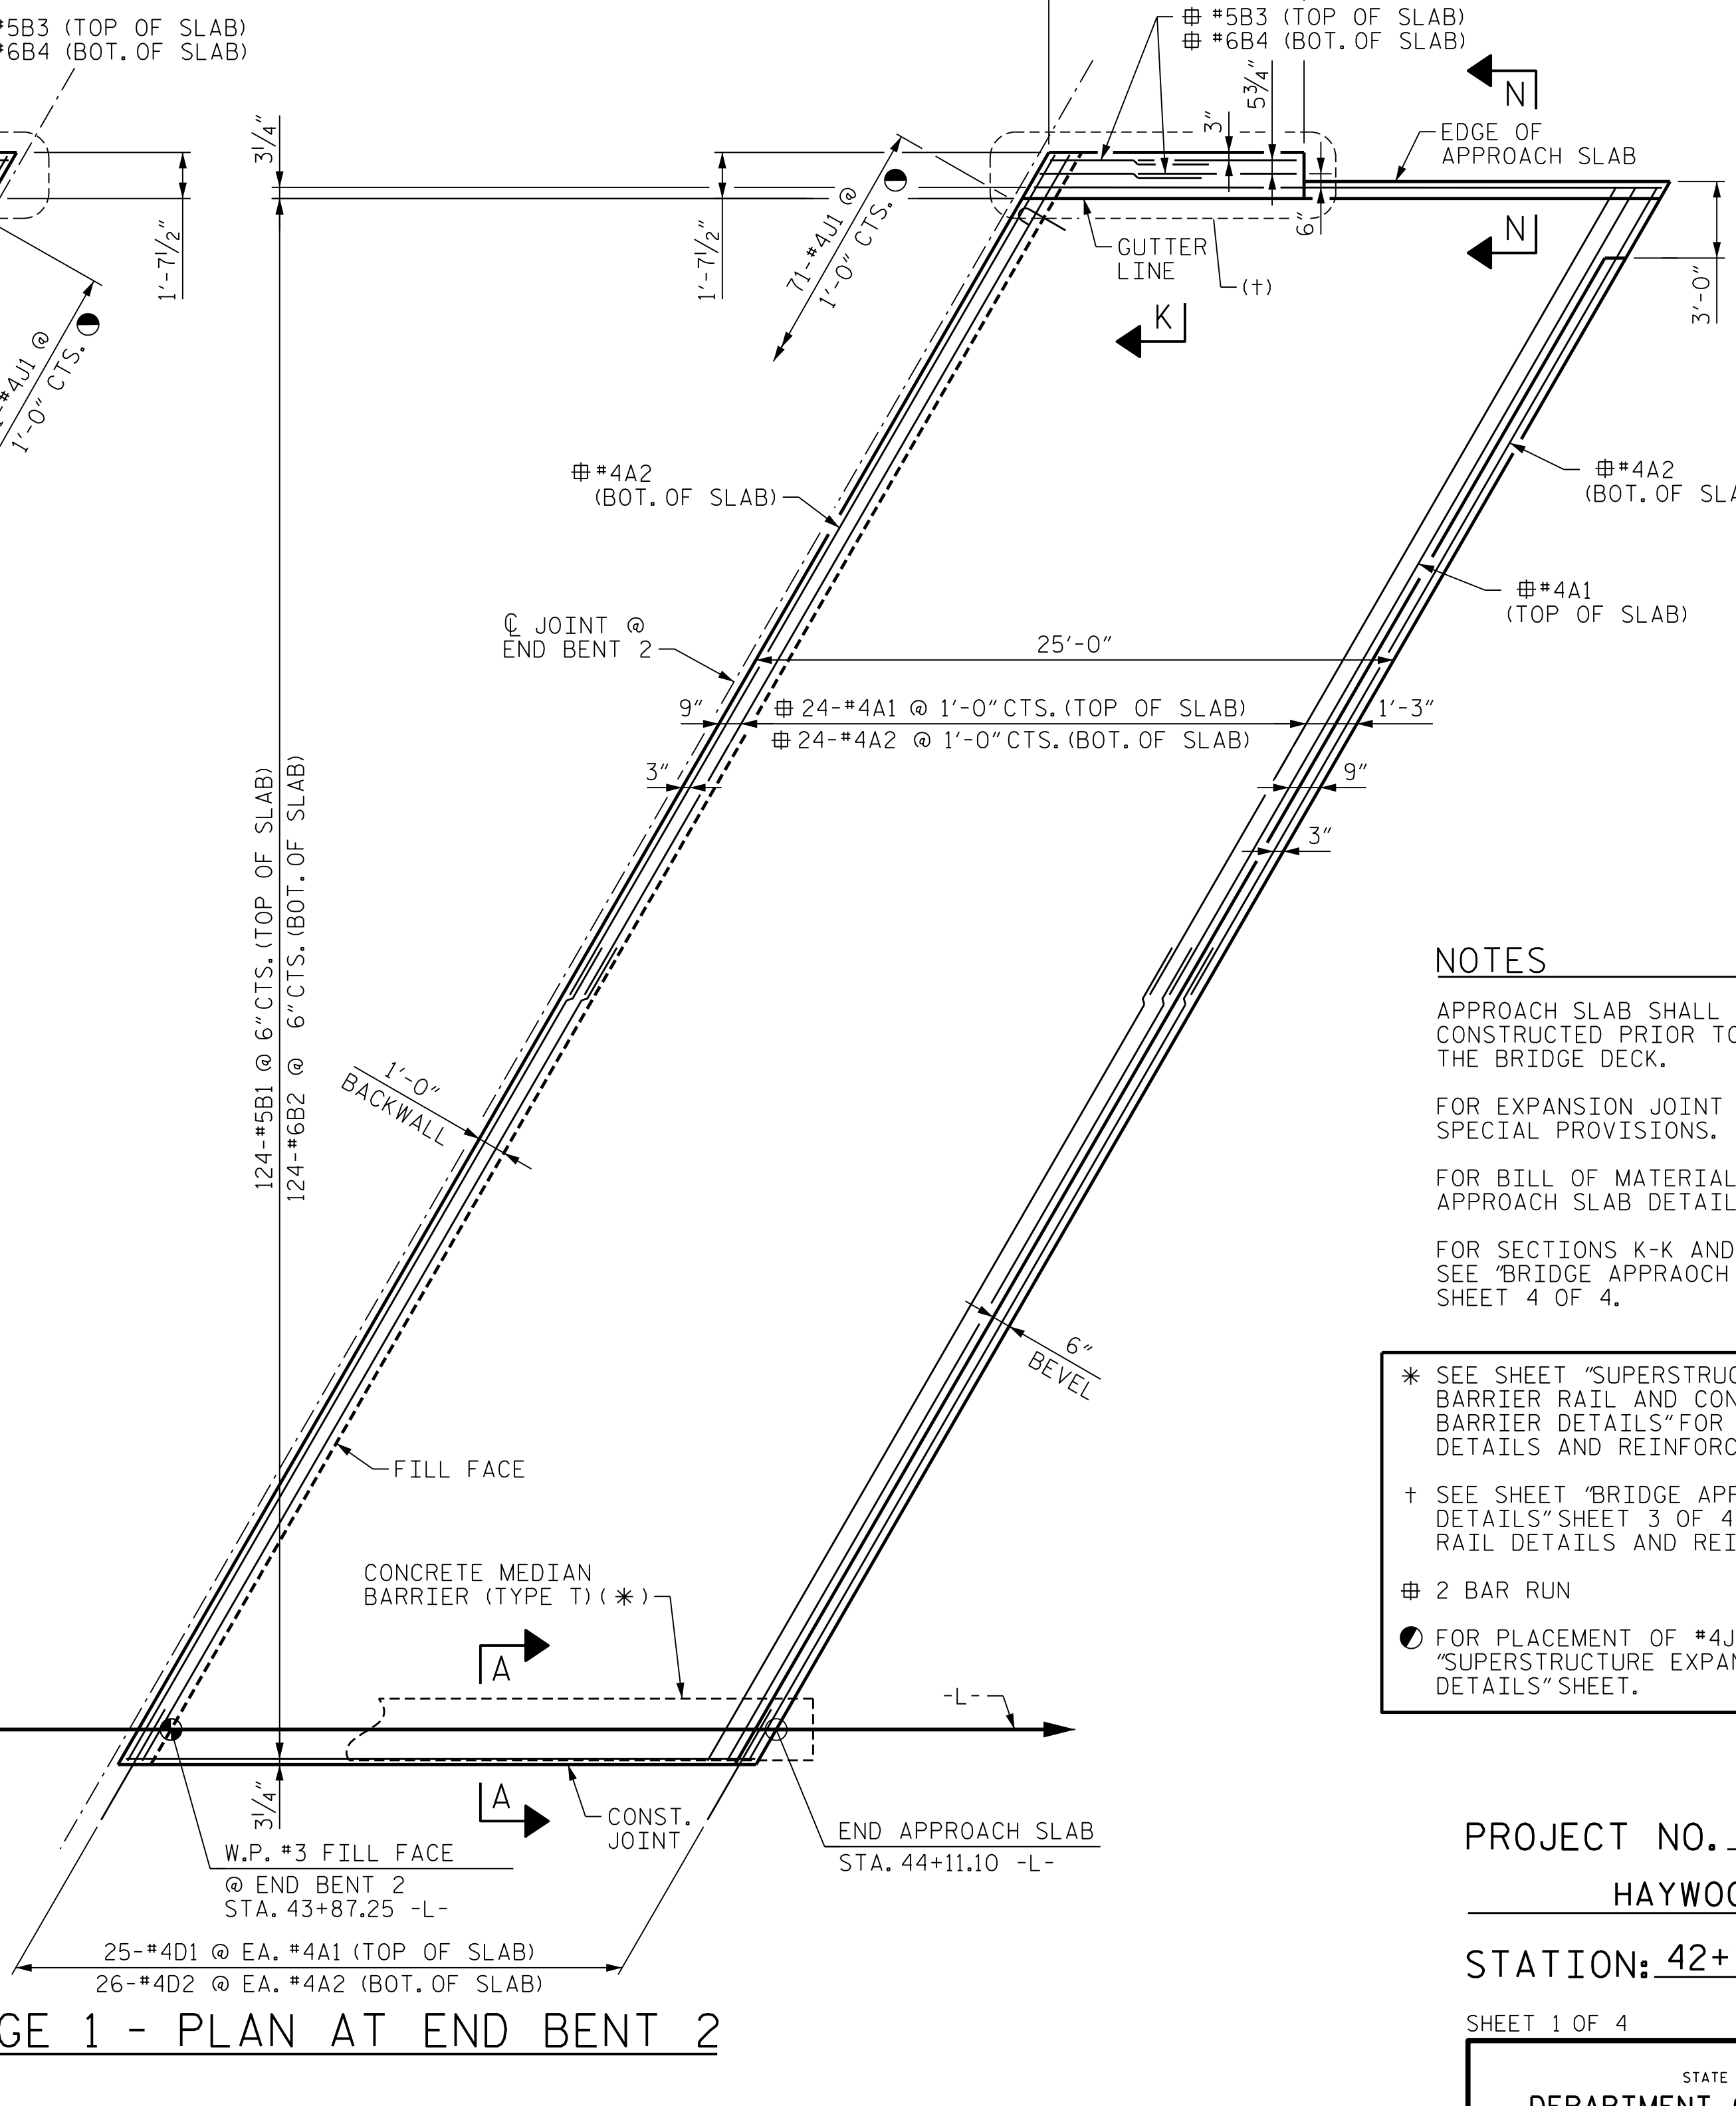 #5B3 (TOP OF SLAB)
#6B4 (BOT. OF SLAB)
1'-7½"
#4J1 @
1'-0" CTS.
3¼"
1'-7½"
71-#4J1 @
1'-0" CTS.
#5B3 (TOP OF SLAB)
#6B4 (BOT. OF SLAB)
3"
5¾"
6"
N
EDGE OF
APPROACH SLAB
N
3'-0"
GUTTER
LINE
(†)
K
#4A2
(BOT. OF SLAB)
#4A2
(BOT. OF
#4A1
(TOP OF SLAB)
℄ JOINT @
END BENT 2
25'-0"
9"
24-#4A1 @ 1'-0" CTS. (TOP OF SLAB)
24-#4A2 @ 1'-0" CTS. (BOT. OF SLAB)
1'-3"
3"
9"
3"
124-#5B1 @ 6" CTS. (TOP OF SLAB)
124-#6B2 @ 6" CTS. (BOT. OF SLAB)
1'-0"
BACKWALL
6"
BEVEL
FILL FACE
CONCRETE MEDIAN
BARRIER (TYPE T) ( * )
A
-L-
A
3¼"
CONST.
JOINT
W.P. #3 FILL FACE
@ END BENT 2
STA. 43+87.25 -L-
END APPROACH SLAB
STA. 44+11.10 -L-
25-#4D1 @ EA. #4A1 (TOP OF SLAB)
26-#4D2 @ EA. #4A2 (BOT. OF SLAB)
GE 1 - PLAN AT END BENT 2
NOTES
APPROACH SLAB SHALL
CONSTRUCTED PRIOR TO
THE BRIDGE DECK.
FOR EXPANSION JOINT
SPECIAL PROVISIONS.
FOR BILL OF MATERIAL
APPROACH SLAB DETAIL
FOR SECTIONS K-K AND
SEE "BRIDGE APPRAOCH
SHEET 4 OF 4.
* SEE SHEET "SUPERSTRUC
BARRIER RAIL AND CON
BARRIER DETAILS" FOR
DETAILS AND REINFORC
† SEE SHEET "BRIDGE APP
DETAILS" SHEET 3 OF 4
RAIL DETAILS AND REI
2 BAR RUN
FOR PLACEMENT OF #4J
"SUPERSTRUCTURE EXPAN
DETAILS" SHEET.
PROJECT NO.
HAYWOO
STATION: 42+
SHEET 1 OF 4
STATE
DEPARTMENT